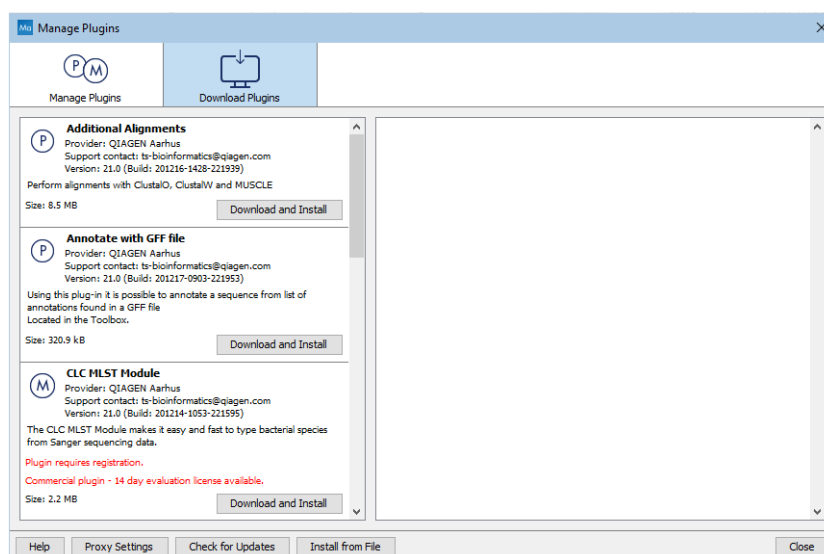 Mo Manage Plugins
P M
Manage Plugins
Download Plugins
P
Additional Alignments
Provider: QIAGEN Aarhus
Support contact: ts-bioinformatics@qiagen.com
Version: 21.0 (Build: 201216-1428-221939)
Perform alignments with ClustalO, ClustalW and MUSCLE
Size: 8.5 MB
Download and Install
P
Annotate with GFF file
Provider: QIAGEN Aarhus
Support contact: ts-bioinformatics@qiagen.com
Version: 21.0 (Build: 201217-0903-221953)
Using this plug-in it is possible to annotate a sequence from list of
annotations found in a GFF file
Located in the Toolbox.
Size: 320.9 kB
Download and Install
M
CLC MLST Module
Provider: QIAGEN Aarhus
Support contact: ts-bioinformatics@qiagen.com
Version: 21.0 (Build: 201214-1053-221595)
The CLC MLST Module makes it easy and fast to type bacterial species
from Sanger sequencing data.
Plugin requires registration.
Commercial plugin - 14 day evaluation license available.
Size: 2.2 MB
Download and Install
Help
Proxy Settings
Check for Updates
Install from File
Close